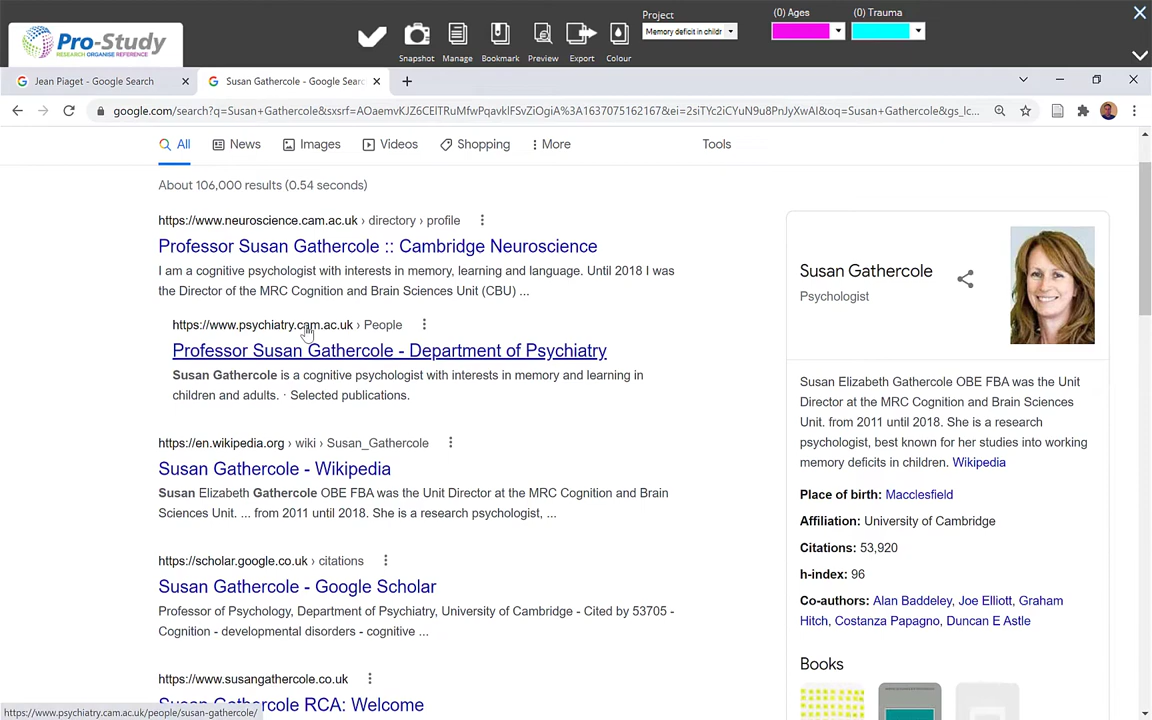 Pro-Study
RESEARCH ORGANISE REFERENCE
Snapshot
Manage
Bookmark
Preview
Export
Colour
Project
Memory deficit in childr
(0) Ages
(0) Trauma
Jean Piaget - Google Search
Susan Gathercole - Google Searc
google.com/search?q=Susan+Gathercole&sxsrf=AOaemvKJZ6CEITRuMfwPqavkIFSvZiOgiA%3A1637075162167&ei=2siTYc2iCYuN9u8PnJyXwAI&oq=Susan+Gathercole&gs_lc...
All
News
Images
Videos
Shopping
More
Tools
About 106,000 results (0.54 seconds)
https://www.neuroscience.cam.ac.uk › directory › profile
Professor Susan Gathercole :: Cambridge Neuroscience
I am a cognitive psychologist with interests in memory, learning and language. Until 2018 I was
the Director of the MRC Cognition and Brain Sciences Unit (CBU) ...
https://www.psychiatry.cam.ac.uk › People
Professor Susan Gathercole - Department of Psychiatry
Susan Gathercole is a cognitive psychologist with interests in memory and learning in
children and adults. · Selected publications.
https://en.wikipedia.org › wiki › Susan_Gathercole
Susan Gathercole - Wikipedia
Susan Elizabeth Gathercole OBE FBA was the Unit Director at the MRC Cognition and Brain
Sciences Unit. ... from 2011 until 2018. She is a research psychologist, ...
https://scholar.google.co.uk › citations
Susan Gathercole - Google Scholar
Professor of Psychology, Department of Psychiatry, University of Cambridge - Cited by 53705 -
Cognition - developmental disorders - cognitive ...
https://www.susangathercole.co.uk
Susan Gathercole RCA: Welcome
https://www.psychiatry.cam.ac.uk/people/susan-gathercole/
Susan Gathercole
Psychologist
Susan Elizabeth Gathercole OBE FBA was the Unit
Director at the MRC Cognition and Brain Sciences
Unit. from 2011 until 2018. She is a research
psychologist, best known for her studies into working
memory deficits in children. Wikipedia
Place of birth: Macclesfield
Affiliation: University of Cambridge
Citations: 53,920
h-index: 96
Co-authors: Alan Baddeley, Joe Elliott, Graham
Hitch, Costanza Papagno, Duncan E Astle
Books